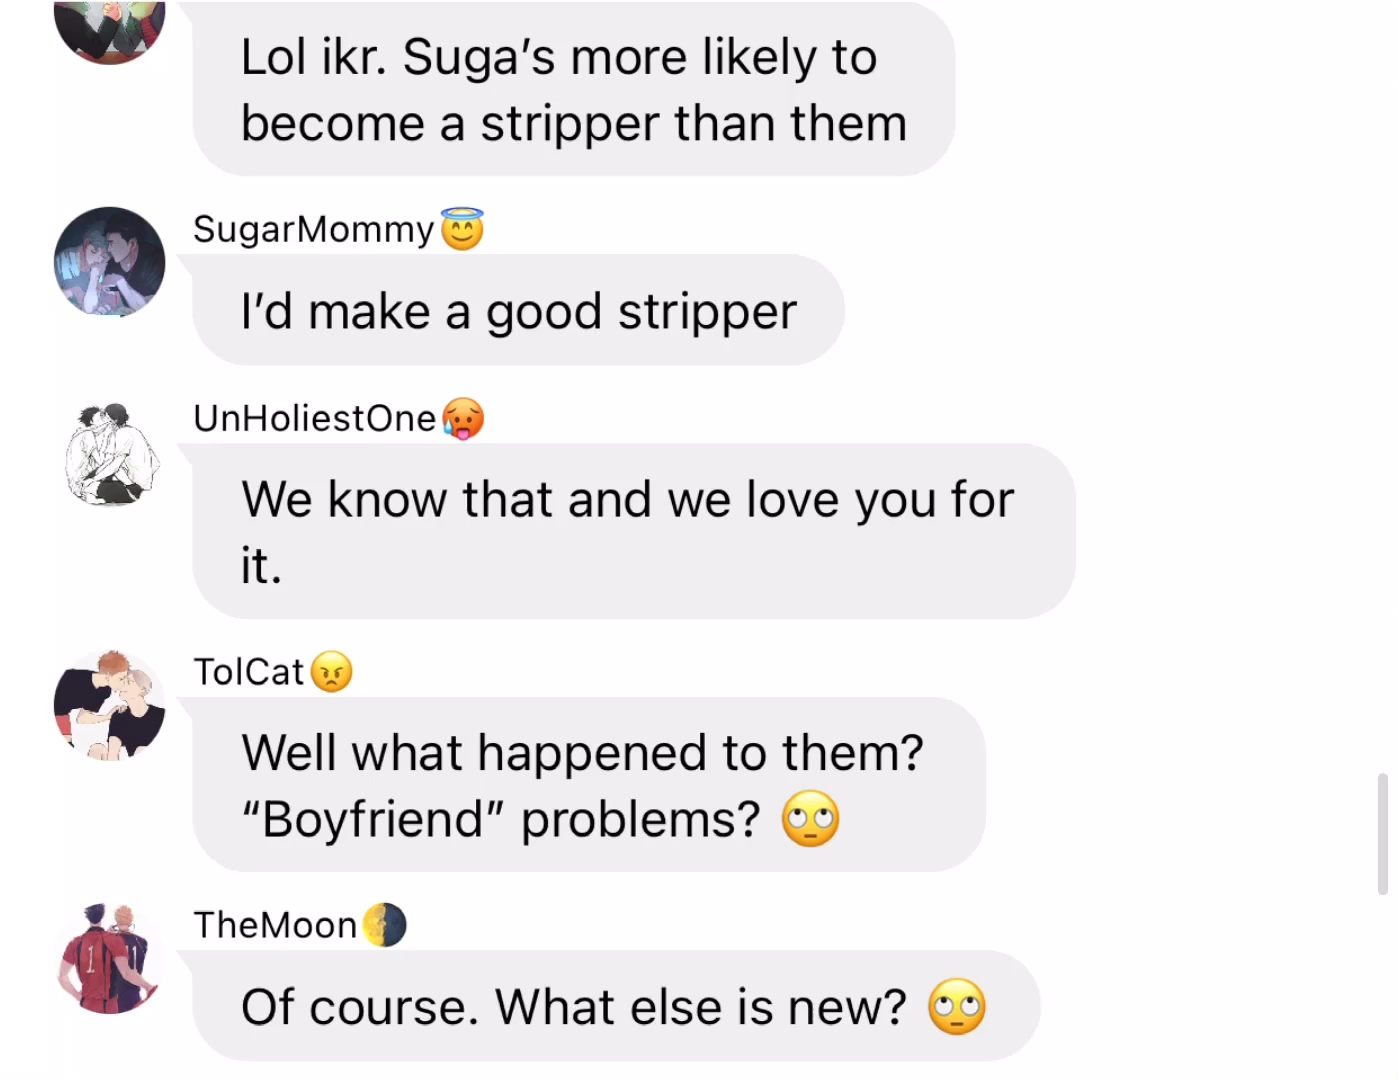 Lol ikr. Suga’s more likely to
become a stripper than them
SugarMommy😇
I’d make a good stripper
UnHoliestOne🥵
We know that and we love you for
it.
TolCat😠
Well what happened to them?
“Boyfriend” problems? 🙄
TheMoon🌗
Of course. What else is new? 🙄